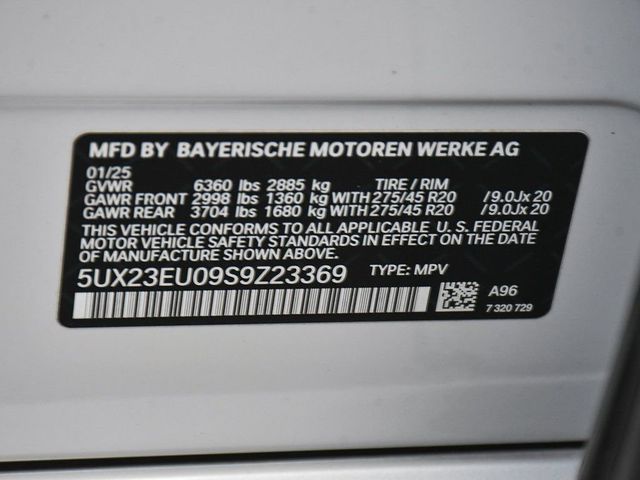 MFD BY BAYERISCHE MOTOREN WERKE AG
01/25
GVWR 6360 lbs 2885 kg TIRE / RIM
GAWR FRONT 2998 lbs 1360 kg WITH 275/45 R20 /9.0Jx 20
GAWR REAR 3704 lbs 1680 kg WITH 275/45 R20 /9.0Jx 20
THIS VEHICLE CONFORMS TO ALL APPLICABLE U. S. FEDERAL
MOTOR VEHICLE SAFETY STANDARDS IN EFFECT ON THE DATE
OF MANUFACTURE SHOWN ABOVE.
5UX23EU09S9Z23369 TYPE: MPV
A96
7 320 729